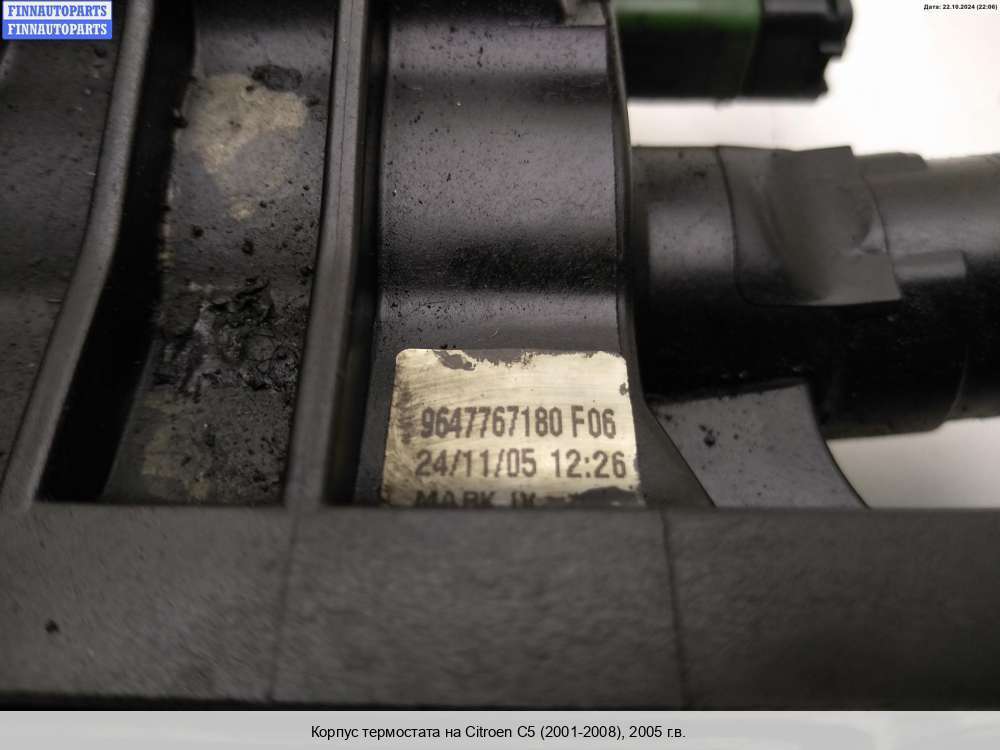 FINNAUTOPARTS
FINNAUTOPARTS
Дата: 22.10.2024 (22:06)
9647767180 F06
24/11/05 12:26
MARK IV
Корпус термостата на Citroen C5 (2001-2008), 2005 г.в.